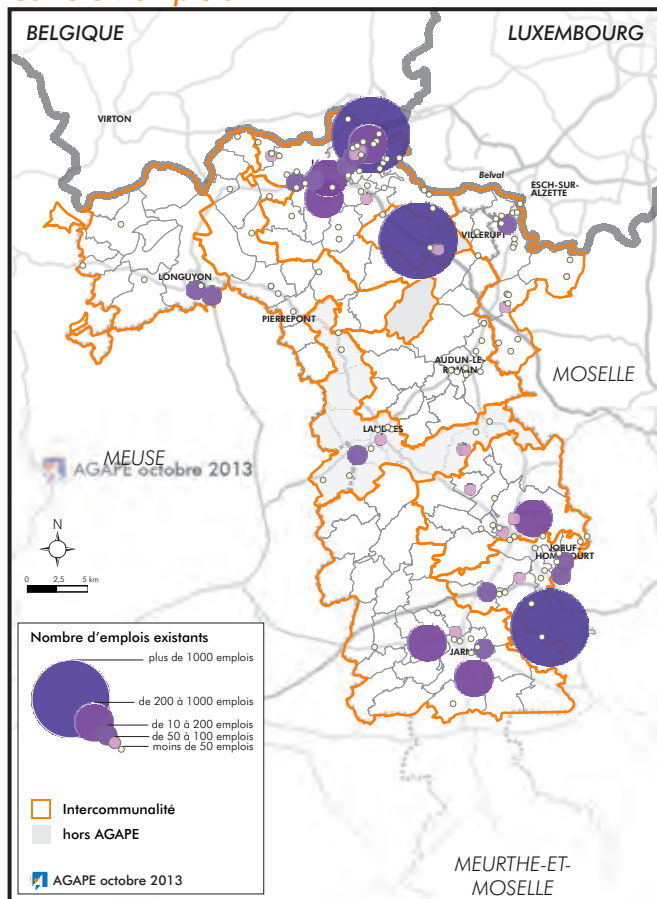 BELGIQUE
LUXEMBOURG
VIRTON
Belval
ESCH-SUR-
ALZETTE
VILLERUPT
LONGUYON
PIERREPONT
AUDUN-LE-
ROMAN
MOSELLE
LANDRES
MEUSE
AGAPE octobre 2013
N
JOEUF-
HOMECOURT
0 2,5 5 km
JARNY
Nombre d'emplois existants
plus de 1000 emplois
de 200 à 1000 emplois
de 10 à 200 emplois
de 50 à 100 emplois
moins de 50 emplois
Intercommunalité
hors AGAPE
AGAPE octobre 2013
MEURTHE-ET-
MOSELLE